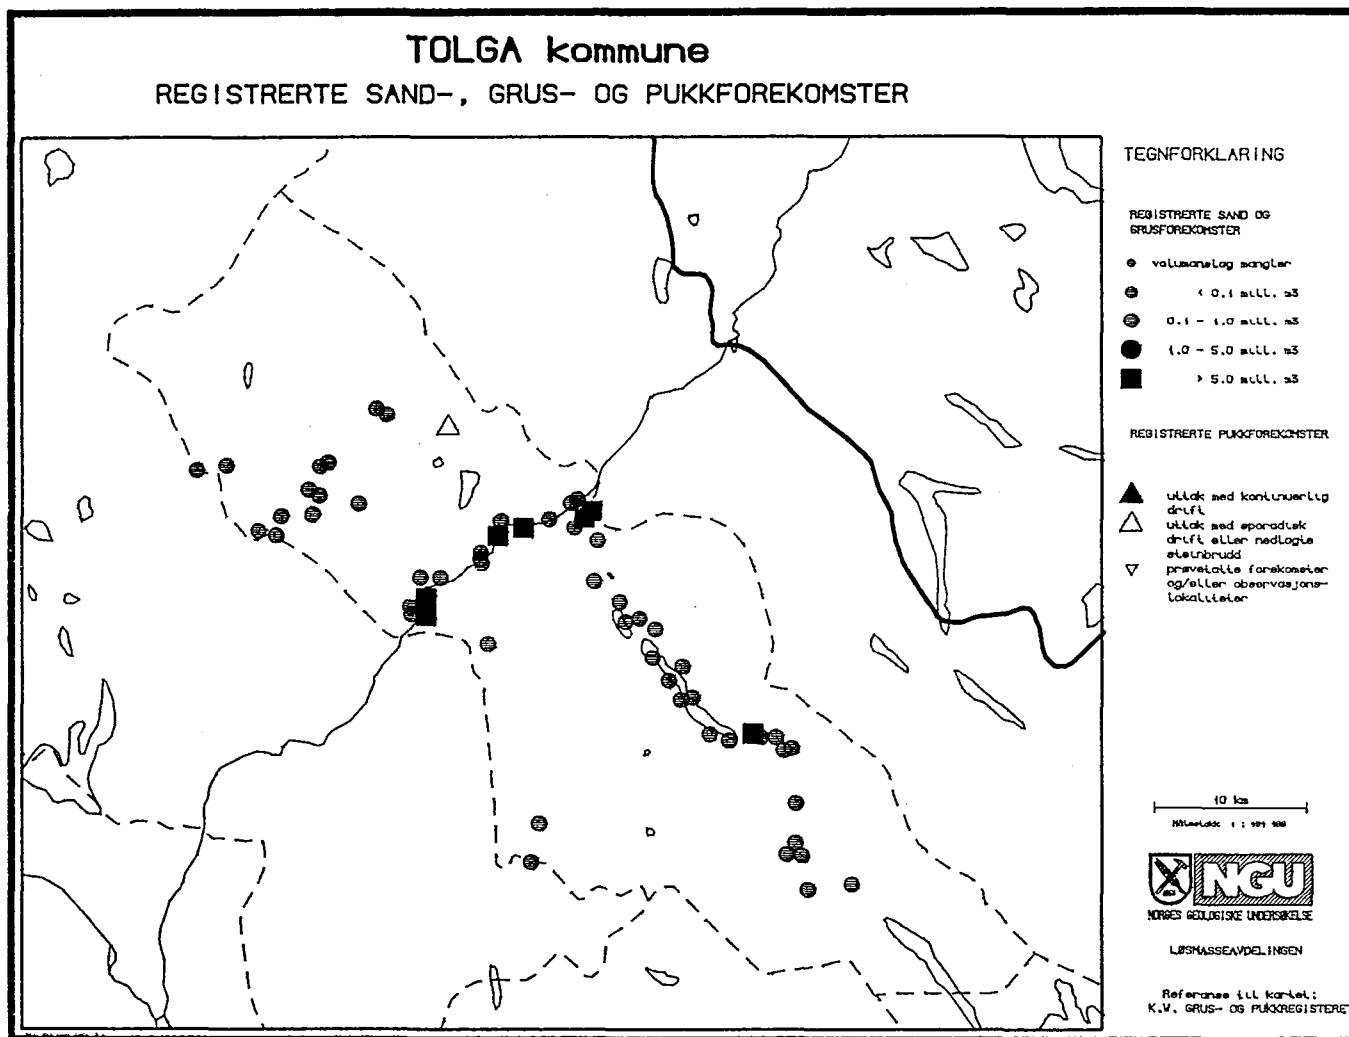 TOLGA kommune
REGISTRERTE SAND-, GRUS- OG PUKKFOREKOMSTER
TEGNFORKLARING
REGISTRERTE SAND OG
GRUSFOREKOMSTER
volumanslag mangler
< 0.1 mill. m3
0.1 - 1.0 mill. m3
1.0 - 5.0 mill. m3
> 5.0 mill. m3
REGISTRERTE PUKKFOREKOMSTER
uttak med kontinuerlig
drift
uttak med sporadisk
drift eller nedlagte
steinbrudd
prøvetatte forekomster
og/eller observasjons-
lokaliteter
10 km
Målestokk 1 :
NGU
NORGES GEOLOGISKE UNDERSØKELSE
LØSMASSEAVDELINGEN
Referanse til kartet:
K.W. GRUS- OG PUKKREGISTERET